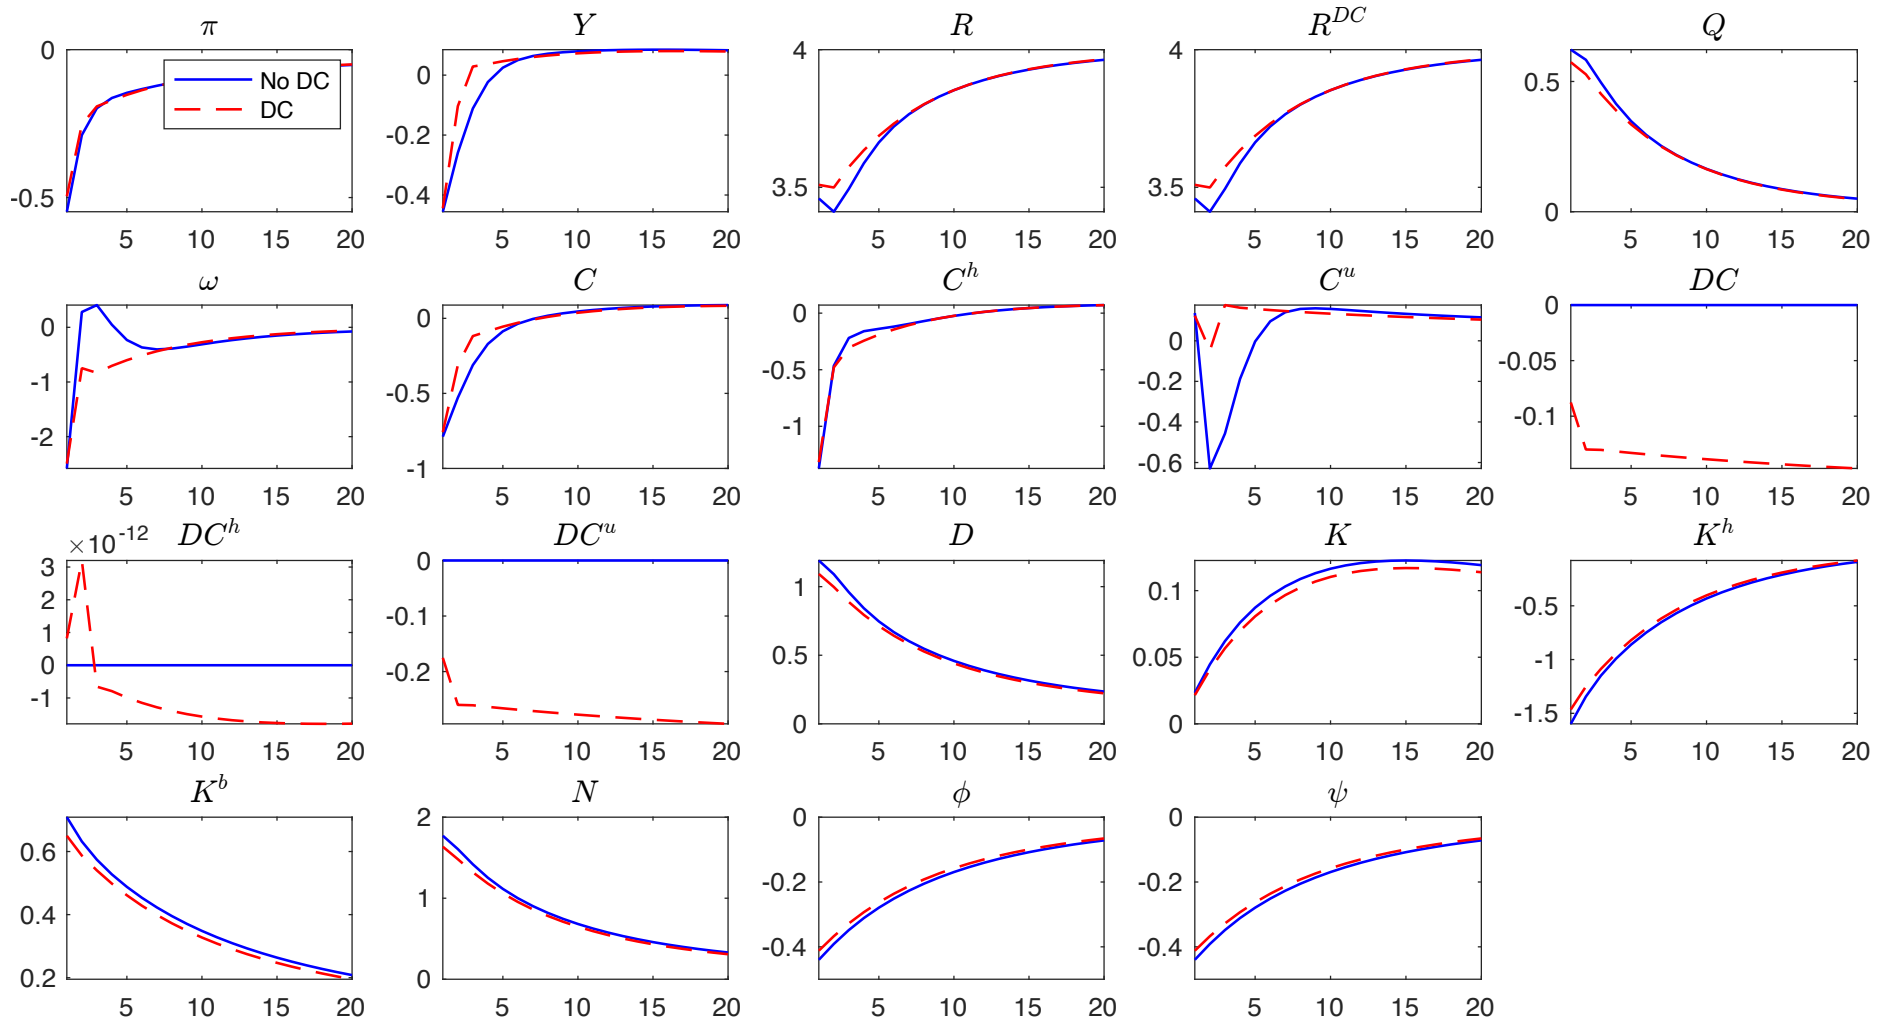 π Y R R^{DC} Q
0 0 4 4 0.5
-0.5 -0.2 -0.4 3.5 3.5 0
No DC
DC
5 10 15 20 5 10 15 20 5 10 15 20 5 10 15 20 5 10 15 20
ω C C^h C^u DC
0 0 0 0 0
-1 -0.5 -0.5 -0.2 -0.05
-2 -1 -1 -0.4 -0.6 -0.1
5 10 15 20 5 10 15 20 5 10 15 20 5 10 15 20 5 10 15 20
×10^{-12} DC^h DC^u D K K^h
3 2 1 0 -1 0 -0.1 -0.2 1 0.5 0 0.1 0.05 0 -0.5 -1 -1.5
5 10 15 20 5 10 15 20 5 10 15 20 5 10 15 20 5 10 15 20
K^b N φ ψ
0.6 0.4 0.2 2 1 0 0 -0.2 -0.4 0 -0.2 -0.4
5 10 15 20 5 10 15 20 5 10 15 20 5 10 15 20